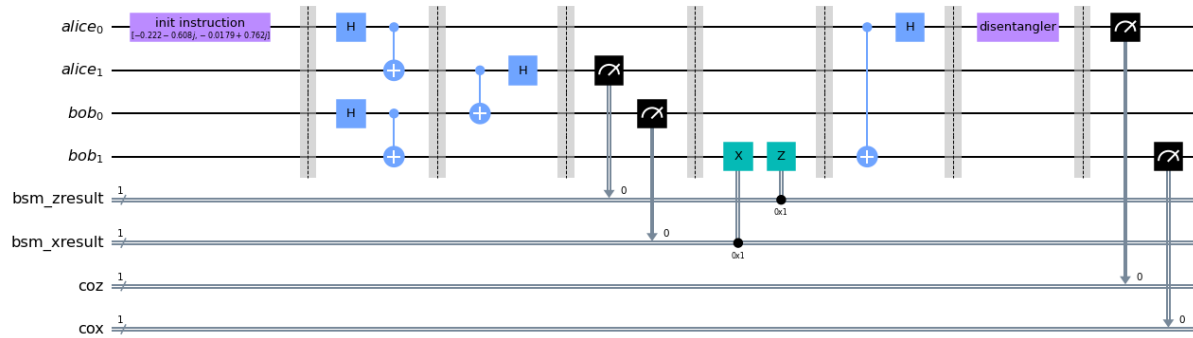 alice0 init instruction H H disentangler
[−0.222 − 0.608j, − 0.0179 + 0.762j]
alice1 H
bob0 H
bob1 X Z
bsm_zresult 1 0
0x1
bsm_xresult 1 0
0x1
coz 1 0
cox 1 0